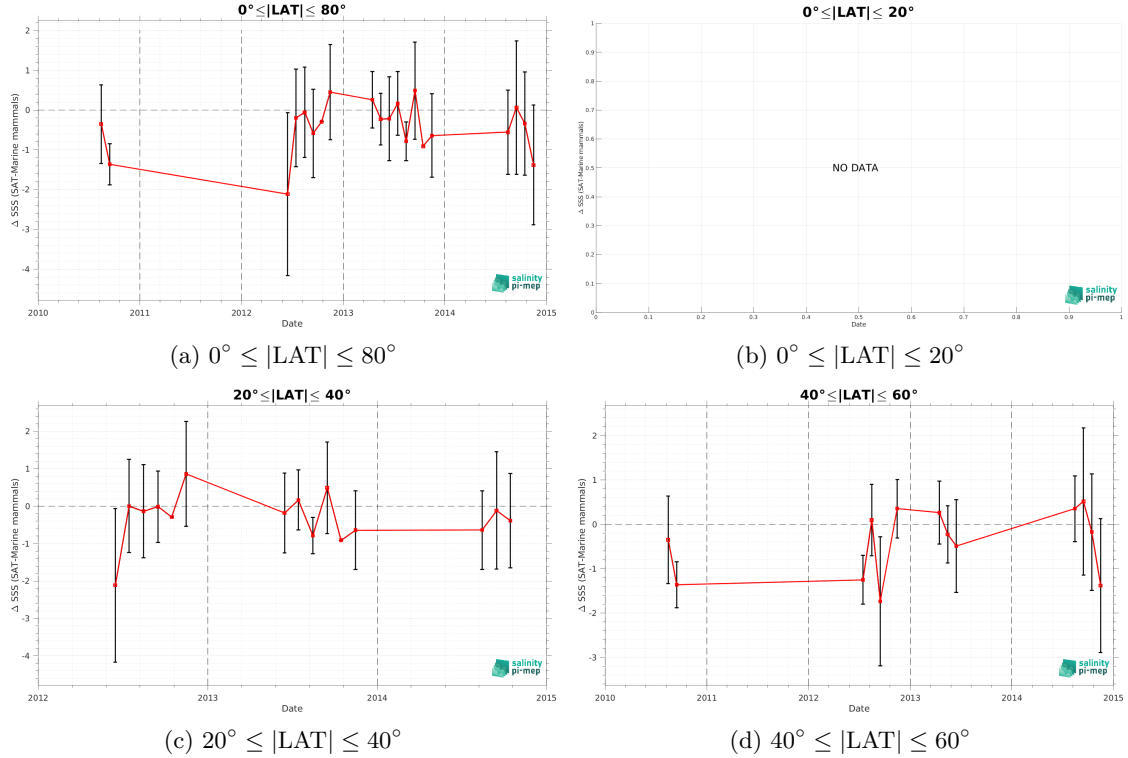 0°≤|LAT|≤ 80°
Δ SSS (SAT-Marine mammals)
2
1
0
-1
-2
-3
-4
2010 2011 2012 2013 2014 2015
Date
salinity
pi-mep
(a) 0° ≤ |LAT| ≤ 80°
0°≤|LAT|≤ 20°
Δ SSS (SAT-Marine mammals)
1
0.9
0.8
0.7
0.6
0.5
0.4
0.3
0.2
0.1
0
NO DATA
0 0.1 0.2 0.3 0.4 0.5 0.6 0.7 0.8 0.9 1
Date
salinity
pi-mep
(b) 0° ≤ |LAT| ≤ 20°
20°≤|LAT|≤ 40°
Δ SSS (SAT-Marine mammals)
2
1
0
-1
-2
-3
-4
2012 2013 2014 2015
Date
salinity
pi-mep
(c) 20° ≤ |LAT| ≤ 40°
40°≤|LAT|≤ 60°
Δ SSS (SAT-Marine mammals)
2
1
0
-1
-2
-3
2010 2011 2012 2013 2014 2015
Date
salinity
pi-mep
(d) 40° ≤ |LAT| ≤ 60°